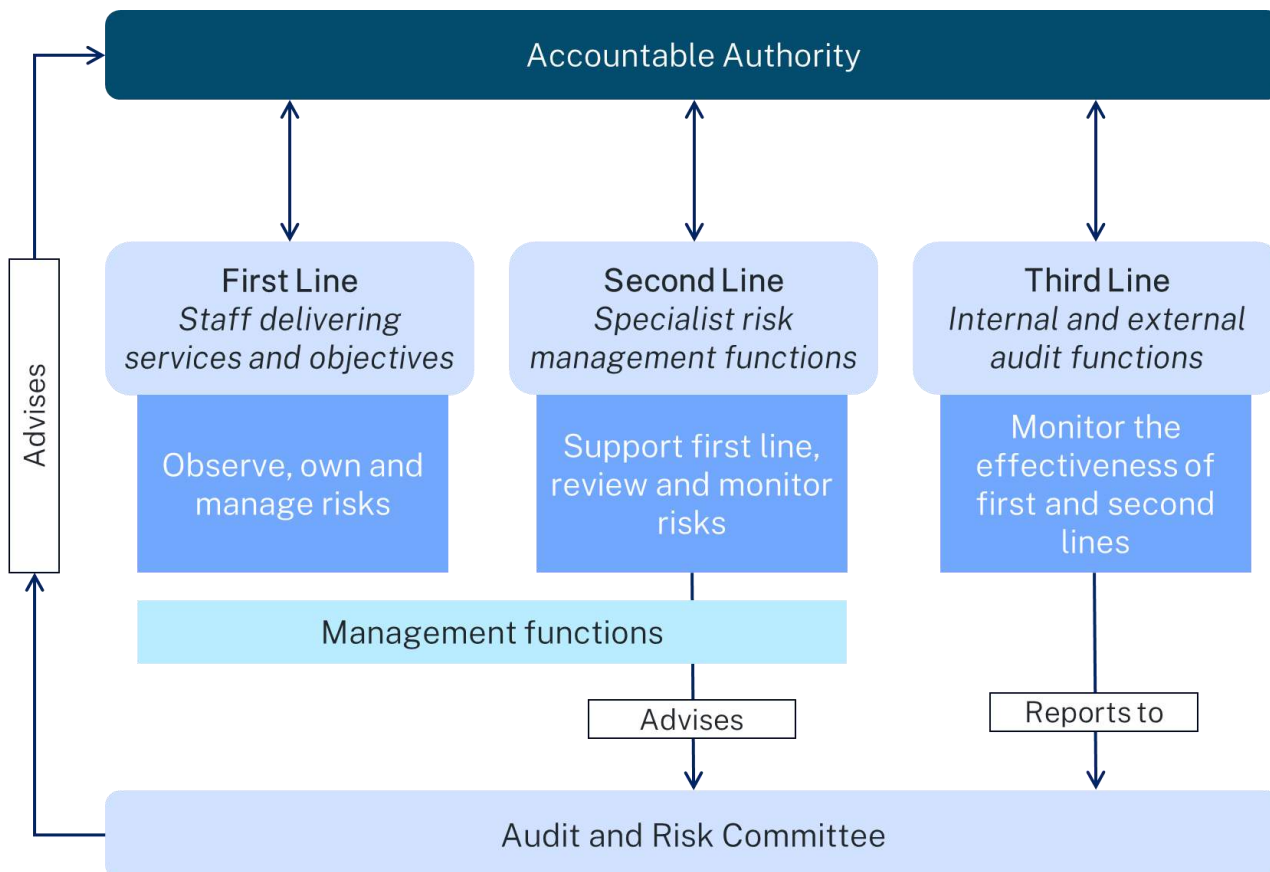 Accountable Authority
Advises
First Line
Staff delivering
services and objectives
Observe, own and
manage risks
Second Line
Specialist risk
management functions
Support first line,
review and monitor
risks
Third Line
Internal and external
audit functions
Monitor the
effectiveness of
first and second
lines
Management functions
Advises
Reports to
Audit and Risk Committee